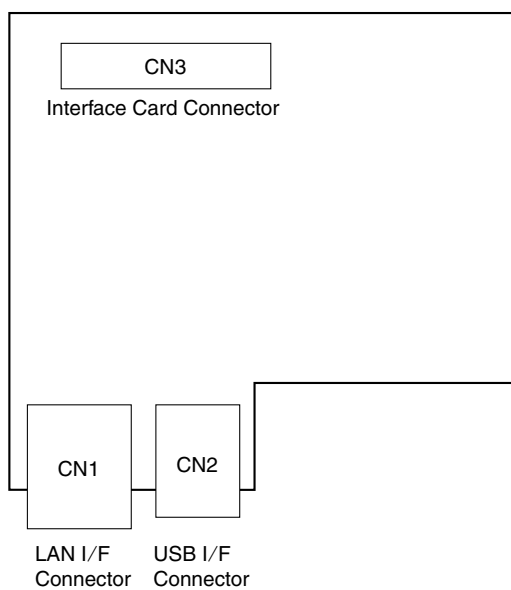 CN3
Interface Card Connector
CN1
CN2
LAN I/F
Connector
USB I/F
Connector